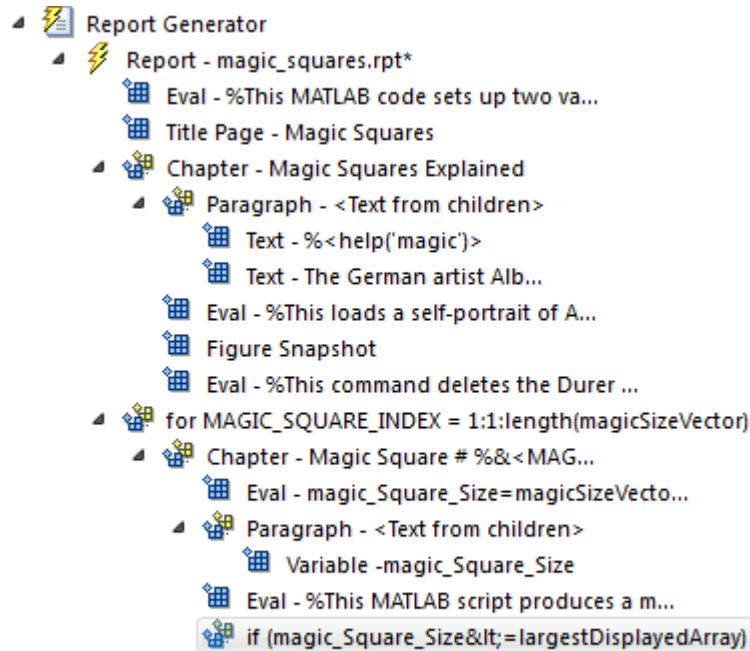 Report Generator
Report - magic_squares.rpt*
Eval - %This MATLAB code sets up two va...
Title Page - Magic Squares
Chapter - Magic Squares Explained
Paragraph - <Text from children>
Text - %<help('magic')>
Text - The German artist Alb...
Eval - %This loads a self-portrait of A...
Figure Snapshot
Eval - %This command deletes the Durer ...
for MAGIC_SQUARE_INDEX = 1:1:length(magicSizeVector)
Chapter - Magic Square # %&<MAG...
Eval - magic_Square_Size=magicSizeVecto...
Paragraph - <Text from children>
Variable -magic_Square_Size
Eval - %This MATLAB script produces a m...
if (magic_Square_Size&lt;=largestDisplayedArray)